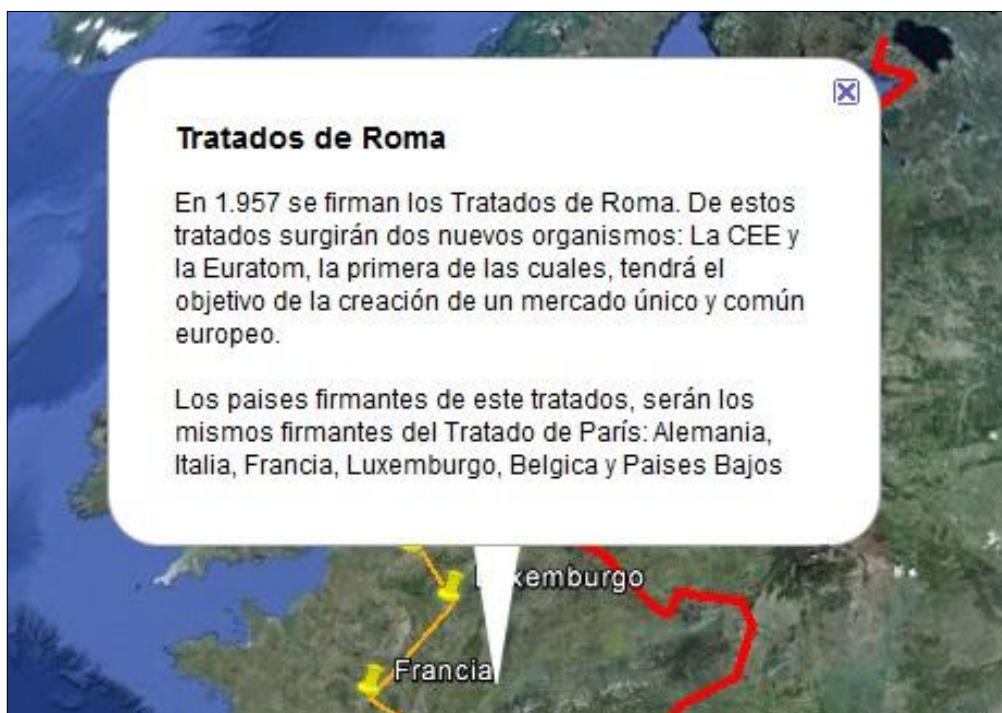 Tratados de Roma
En 1.957 se firman los Tratados de Roma. De estos
tratados surgirán dos nuevos organismos: La CEE y
la Euratom, la primera de las cuales, tendrá el
objetivo de la creación de un mercado único y común
europeo.
Los paises firmantes de este tratados, serán los
mismos firmantes del Tratado de París: Alemania,
Italia, Francia, Luxemburgo, Belgica y Paises Bajos
Luxemburgo
Francia